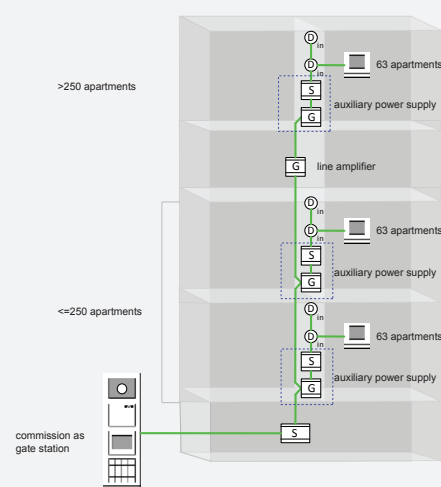 D
in
D
in
63 apartments
>250 apartments
S
auxiliary power supply
G
G
line amplifier
D
in
D
in
63 apartments
S
auxiliary power supply
G
<=250 apartments
D
in
D
in
63 apartments
S
auxiliary power supply
G
commission as
gate station
S